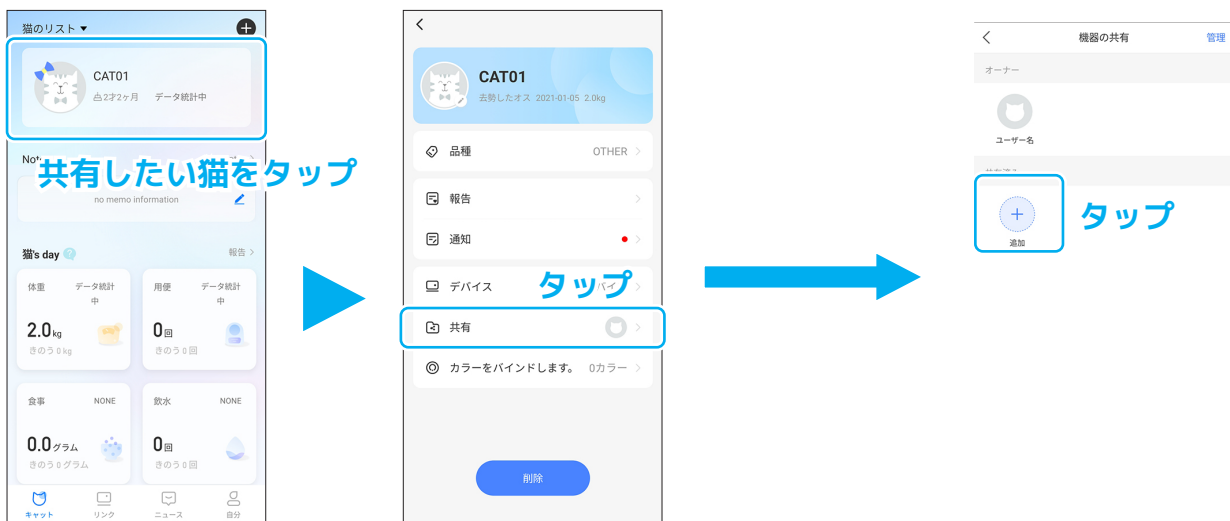 猫のリスト ▼
CAT01
2才2ヶ月 データ統計中
Not
共有したい猫をタップ
no memo information
猫's day ?
報告 >
体重 データ統計中
2.0kg
きのう 0 kg
用便 データ統計中
0回
きのう 0 回
食事 NONE
0.0グラム
きのう 0 グラム
飲水 NONE
0回
きのう 0 回
キャット リンク ニュース 自分
CAT01
去勢したオス 2021-01-05 2.0kg
品種 OTHER >
報告 >
通知 >
デバイス
タップ
共有 >
カラーをバインドします。 0カラー >
削除
機器の共有 管理
オーナー
ユーザー名
追加
タップ